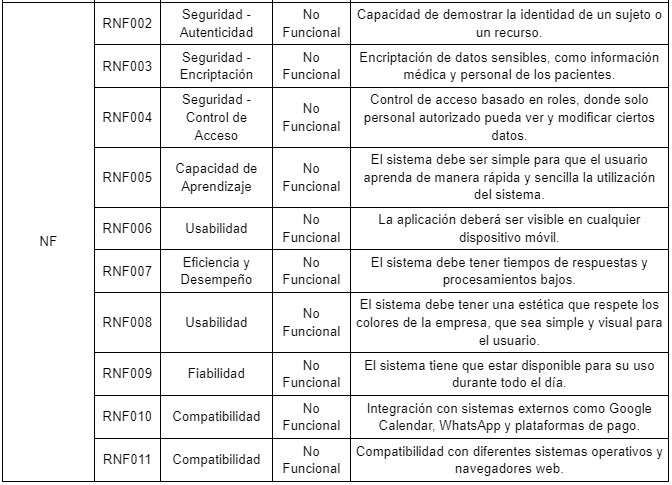 NF
RNF002
Seguridad -
Autenticidad
No
Funcional
Capacidad de demostrar la identidad de un sujeto o
un recurso.
RNF003
Seguridad -
Encriptación
No
Funcional
Encriptación de datos sensibles, como información
médica y personal de los pacientes.
RNF004
Seguridad -
Control de
Acceso
No
Funcional
Control de acceso basado en roles, donde solo
personal autorizado pueda ver y modificar ciertos
datos.
RNF005
Capacidad de
Aprendizaje
No
Funcional
El sistema debe ser simple para que el usuario
aprenda de manera rápida y sencilla la utilización
del sistema.
RNF006
Usabilidad
No
Funcional
La aplicación deberá ser visible en cualquier
dispositivo móvil.
RNF007
Eficiencia y
Desempeño
No
Funcional
El sistema debe tener tiempos de respuestas y
procesamientos bajos.
RNF008
Usabilidad
No
Funcional
El sistema debe tener una estética que respete los
colores de la empresa, que sea simple y visual para
el usuario.
RNF009
Fiabilidad
No
Funcional
El sistema tiene que estar disponible para su uso
durante todo el día.
RNF010
Compatibilidad
No
Funcional
Integración con sistemas externos como Google
Calendar, WhatsApp y plataformas de pago.
RNF011
Compatibilidad
No
Funcional
Compatibilidad con diferentes sistemas operativos y
navegadores web.